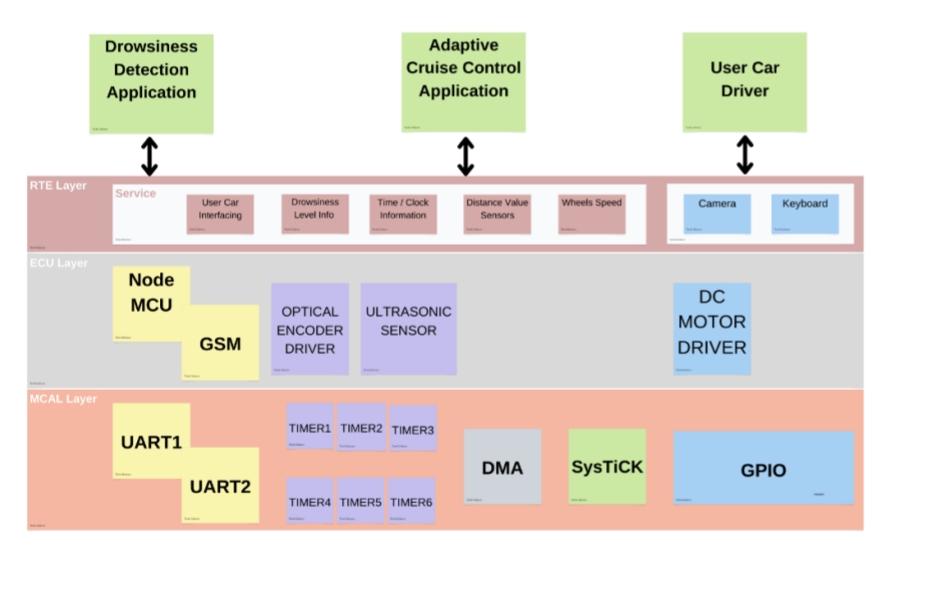 Drowsiness
Detection
Application
Adaptive
Cruise Control
Application
User Car
Driver
RTE Layer
Service
User Car
Interfacing
Drowsiness
Level Info
Time / Clock
Information
Distance Value
Sensors
Wheels Speed
Camera
Keyboard
ECU Layer
Node
MCU
GSM
OPTICAL
ENCODER
DRIVER
ULTRASONIC
SENSOR
DC
MOTOR
DRIVER
MCAL Layer
UART1
UART2
TIMER1
TIMER2
TIMER3
TIMER4
TIMER5
TIMER6
DMA
SysTiCK
GPIO